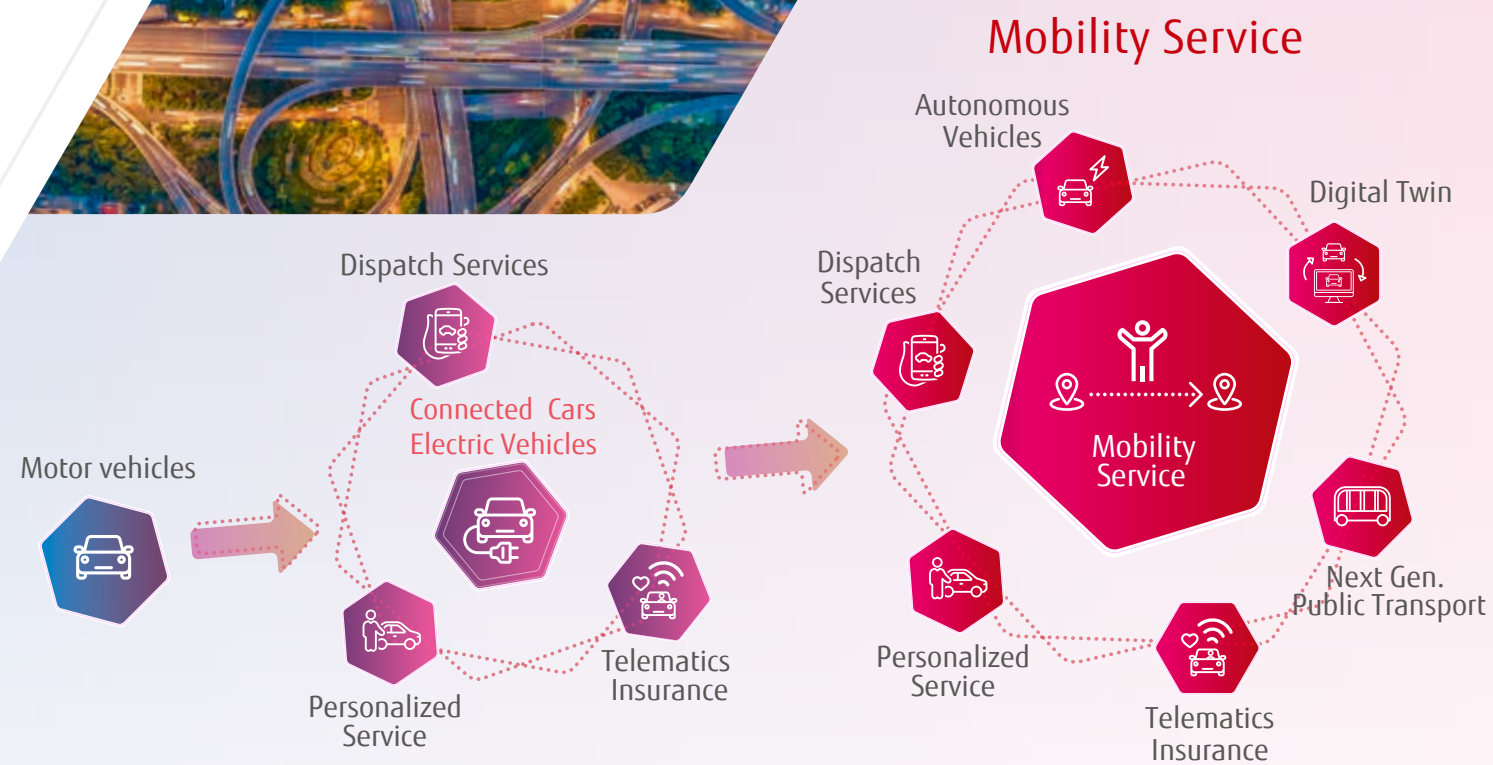 Mobility Service
Motor vehicles
Dispatch Services
Connected Cars
Electric Vehicles
Telematics
Insurance
Personalized
Service
Autonomous
Vehicles
Digital Twin
Dispatch
Services
Mobility
Service
Next Gen.
Public Transport
Personalized
Service
Telematics
Insurance